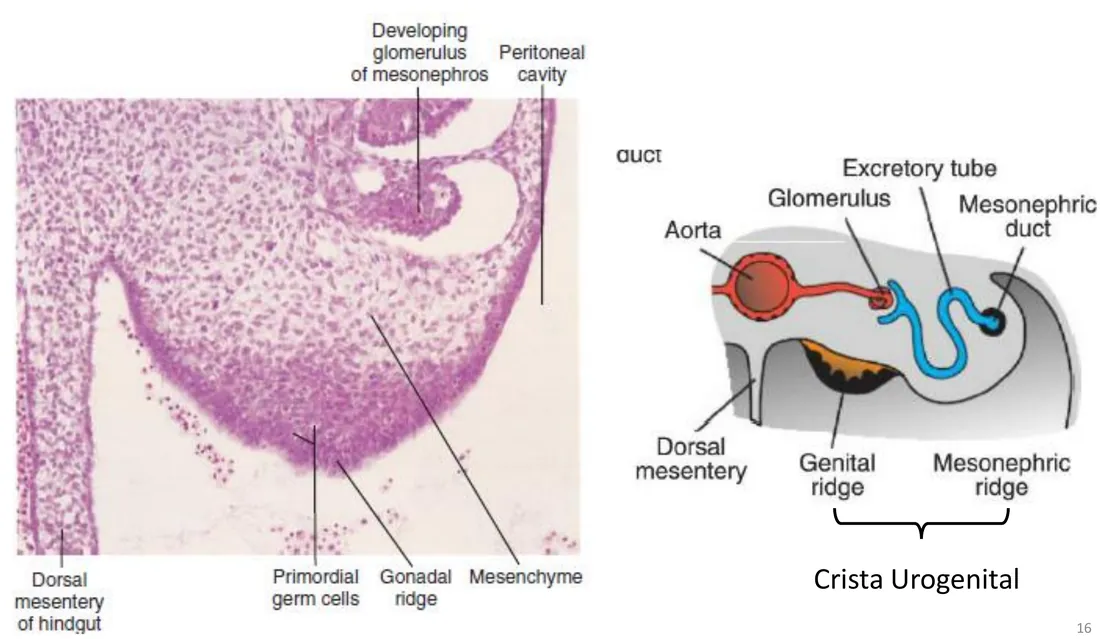 Developing
glomerulus
of mesonephros
Peritoneal
cavity
Dorsal
mesentery
of hindgut
Primordial
germ cells
Gonadal
ridge
Mesenchyme
duct
Excretory tube
Glomerulus
Mesonephric
duct
Aorta
Dorsal
mesentery
Genital
ridge
Mesonephric
ridge
Crista Urogenital
16